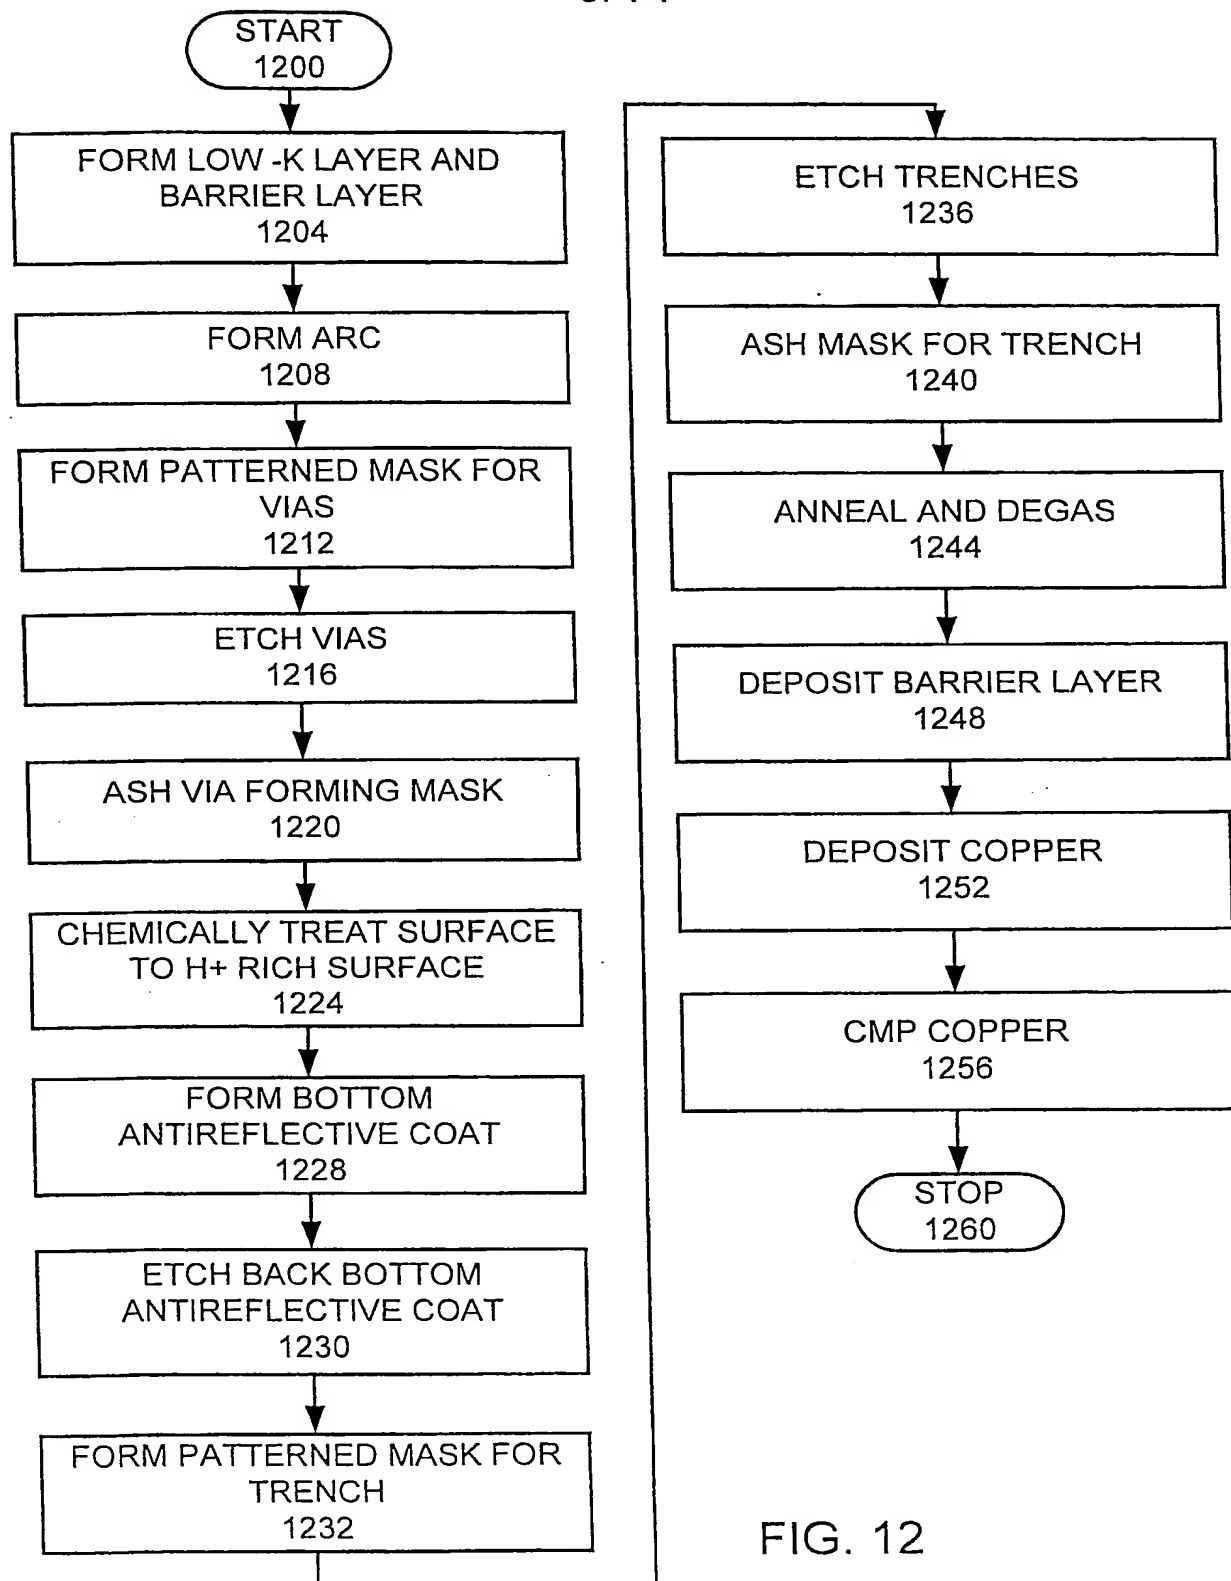 START
1200
FORM LOW -K LAYER AND
BARRIER LAYER
1204
FORM ARC
1208
FORM PATTERNED MASK FOR
VIAS
1212
ETCH VIAS
1216
ASH VIA FORMING MASK
1220
CHEMICALLY TREAT SURFACE
TO H+ RICH SURFACE
1224
FORM BOTTOM
ANTIREFLECTIVE COAT
1228
ETCH BACK BOTTOM
ANTIREFLECTIVE COAT
1230
FORM PATTERNED MASK FOR
TRENCH
1232
ETCH TRENCHES
1236
ASH MASK FOR TRENCH
1240
ANNEAL AND DEGAS
1244
DEPOSIT BARRIER LAYER
1248
DEPOSIT COPPER
1252
CMP COPPER
1256
STOP
1260
FIG. 12